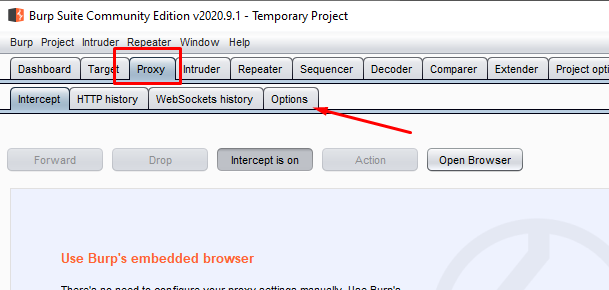 Burp Suite Community Edition v2020.9.1 - Temporary Project
Burp Project Intruder Repeater Window Help
Dashboard Target Proxy Intruder Repeater Sequencer Decoder Comparer Extender Project opti
Intercept HTTP history WebSockets history Options
Forward Drop Intercept is on Action Open Browser
Use Burp's embedded browser
There's no need to configure your proxy settings manually. Use Burp's